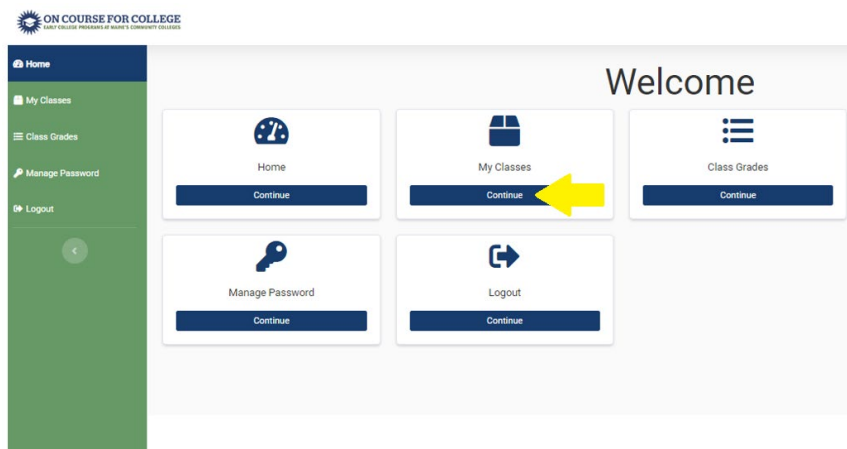 ON COURSE FOR COLLEGE
EARLY COLLEGE PROGRAMS AT MAINE'S COMMUNITY COLLEGES
Home
My Classes
Class Grades
Manage Password
Logout
Welcome
Home
My Classes
Class Grades
Continue
Continue
Continue
Manage Password
Logout
Continue
Continue